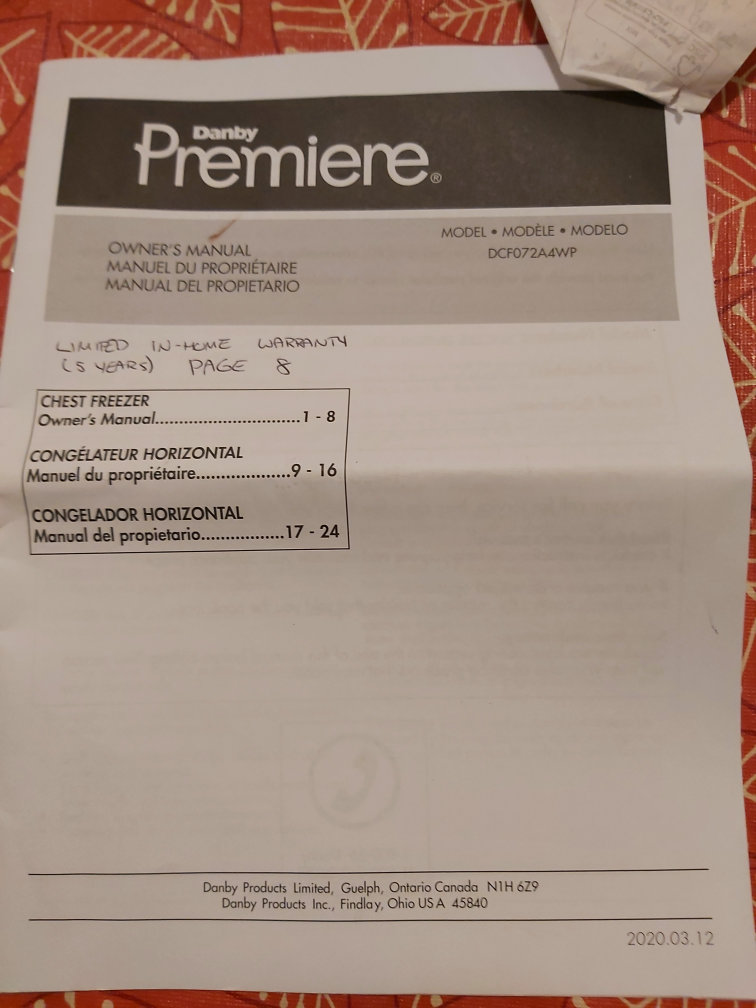 Danby
Premiere®
OWNER'S MANUAL
MANUEL DU PROPRIÉTAIRE
MANUAL DEL PROPIETARIO
MODEL • MODÈLE • MODELO
DCF072A4WP
LIMITED IN-HOME WARRANTY
(5 YEARS) PAGE 8
CHEST FREEZER
Owner's Manual..............................1 - 8
CONGÉLATEUR HORIZONTAL
Manuel du propriétaire...................9 - 16
CONGELADOR HORIZONTAL
Manual del propietario.................17 - 24
Danby Products Limited, Guelph, Ontario Canada N1H 6Z9
Danby Products Inc., Findlay, Ohio USA 45840
2020.03.12